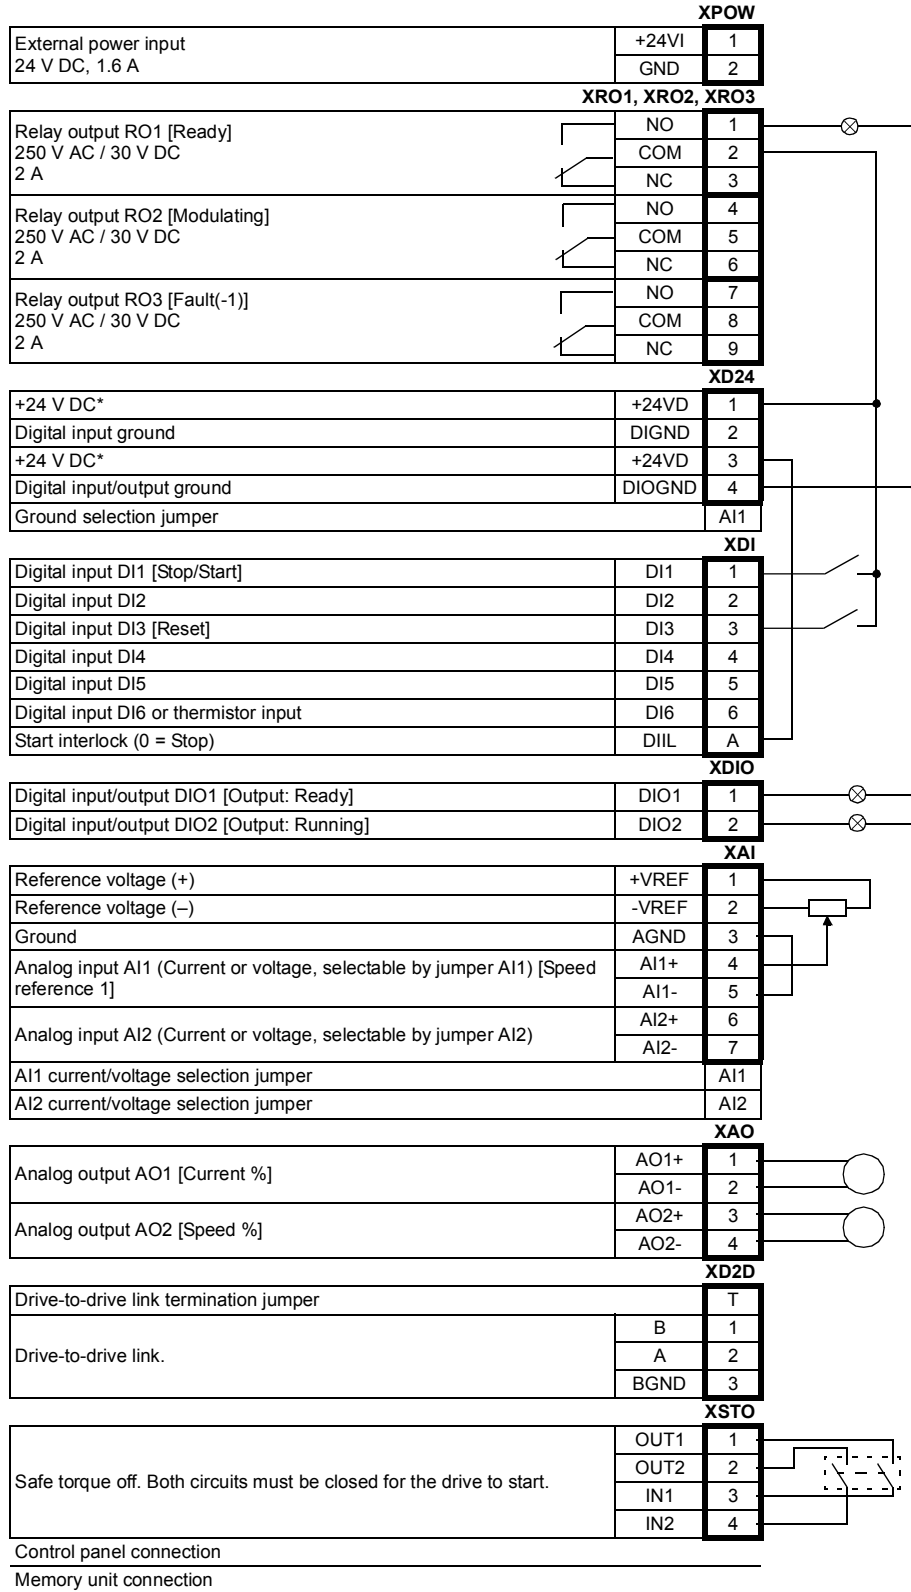 XPOW
External power input
24 V DC, 1.6 A
+24VI 1
GND 2
XRO1, XRO2, XRO3
Relay output RO1 [Ready]
250 V AC / 30 V DC
2 A
NO 1
COM 2
NC 3
Relay output RO2 [Modulating]
250 V AC / 30 V DC
2 A
NO 4
COM 5
NC 6
Relay output RO3 [Fault(-1)]
250 V AC / 30 V DC
2 A
NO 7
COM 8
NC 9
XD24
+24 V DC* +24VD 1
Digital input ground DIGND 2
+24 V DC* +24VD 3
Digital input/output ground DIOGND 4
Ground selection jumper AI1
XDI
Digital input DI1 [Stop/Start] DI1 1
Digital input DI2 DI2 2
Digital input DI3 [Reset] DI3 3
Digital input DI4 DI4 4
Digital input DI5 DI5 5
Digital input DI6 or thermistor input DI6 6
Start interlock (0 = Stop) DIIL A
XDIO
Digital input/output DIO1 [Output: Ready] DIO1 1
Digital input/output DIO2 [Output: Running] DIO2 2
XAI
Reference voltage (+) +VREF 1
Reference voltage (–) -VREF 2
Ground AGND 3
Analog input AI1 (Current or voltage, selectable by jumper AI1) [Speed
reference 1]
AI1+ 4
AI1- 5
Analog input AI2 (Current or voltage, selectable by jumper AI2)
AI2+ 6
AI2- 7
AI1 current/voltage selection jumper AI1
AI2 current/voltage selection jumper AI2
XAO
Analog output AO1 [Current %]
AO1+ 1
AO1- 2
Analog output AO2 [Speed %]
AO2+ 3
AO2- 4
XD2D
Drive-to-drive link termination jumper T
Drive-to-drive link.
B 1
A 2
BGND 3
XSTO
Safe torque off. Both circuits must be closed for the drive to start.
OUT1 1
OUT2 2
IN1 3
IN2 4
Control panel connection
Memory unit connection